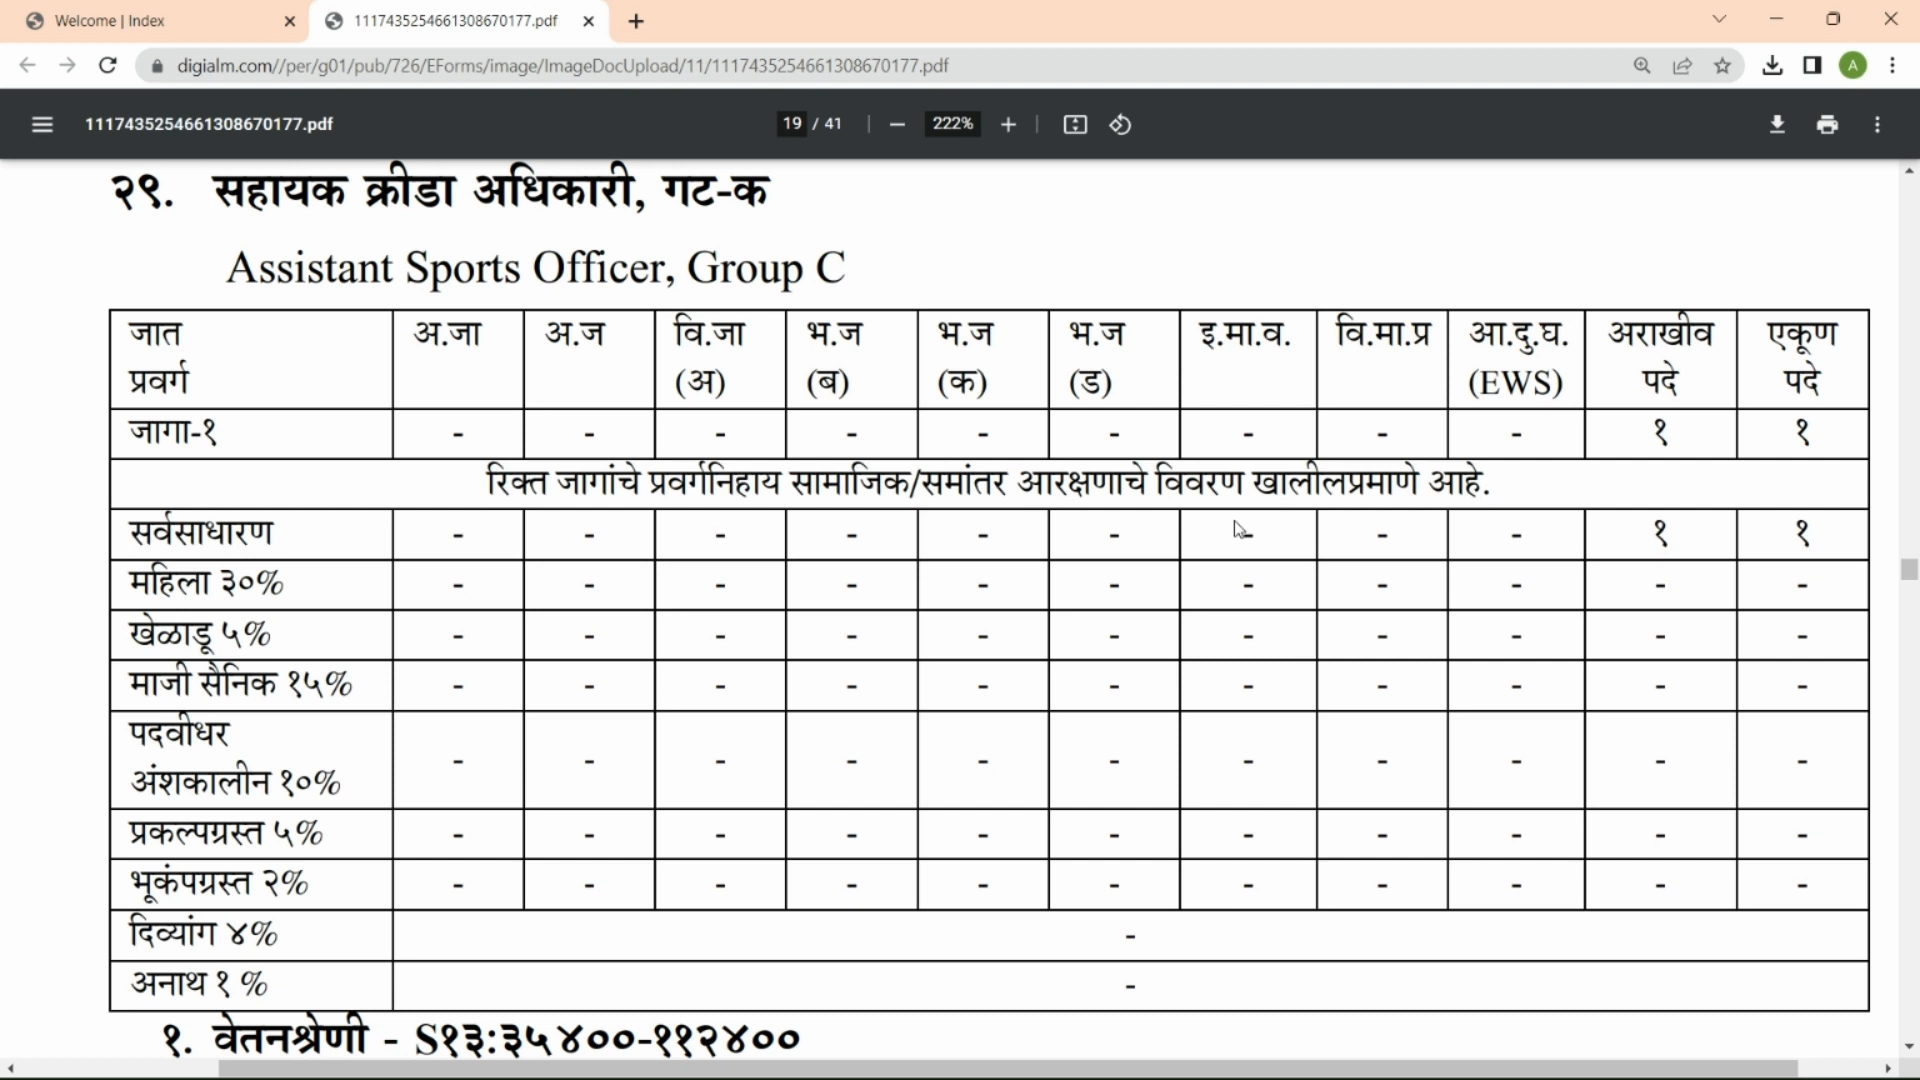 Welcome | Index
1117435254661308670177.pdf
digialm.com//per/g01/pub/726/EForms/image/ImageDocUpload/11/1117435254661308670177.pdf
A
1117435254661308670177.pdf
19 / 41
222%
२९. सहायक क्रीडा अधिकारी, गट-क
Assistant Sports Officer, Group C
जात प्रवर्ग अ.जा अ.ज वि.जा (अ) भ.ज (ब) भ.ज (क) भ.ज (ड) इ.मा.व. वि.मा.प्र आ.दु.घ. (EWS) अराखीव पदे एकूण पदे
जागा-१ - - - - - - - - - १ १
रिक्त जागांचे प्रवर्गनिहाय सामाजिक/समांतर आरक्षणाचे विवरण खालीलप्रमाणे आहे.
सर्वसाधारण - - - - - - - - - १ १
महिला ३०% - - - - - - - - - - -
खेळाडू ५% - - - - - - - - - - -
माजी सैनिक १५% - - - - - - - - - - -
पदवीधर अंशकालीन १०% - - - - - - - - - - -
प्रकल्पग्रस्त ५% - - - - - - - - - - -
भूकंपग्रस्त २% - - - - - - - - - - -
दिव्यांग ४% -
अनाथ १ % -
१. वेतनश्रेणी - S१३:३५४००-११२४००